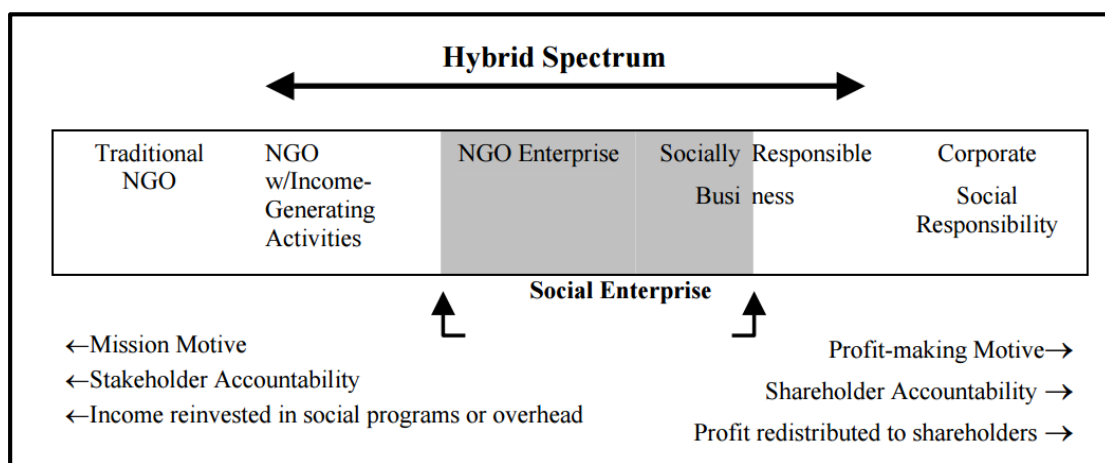 Hybrid Spectrum
Traditional
NGO
NGO
w/Income-
Generating
Activities
NGO Enterprise
Socially Responsible
Busi ness
Corporate
Social
Responsibility
Social Enterprise
←Mission Motive
←Stakeholder Accountability
←Income reinvested in social programs or overhead
Profit-making Motive→
Shareholder Accountability →
Profit redistributed to shareholders →